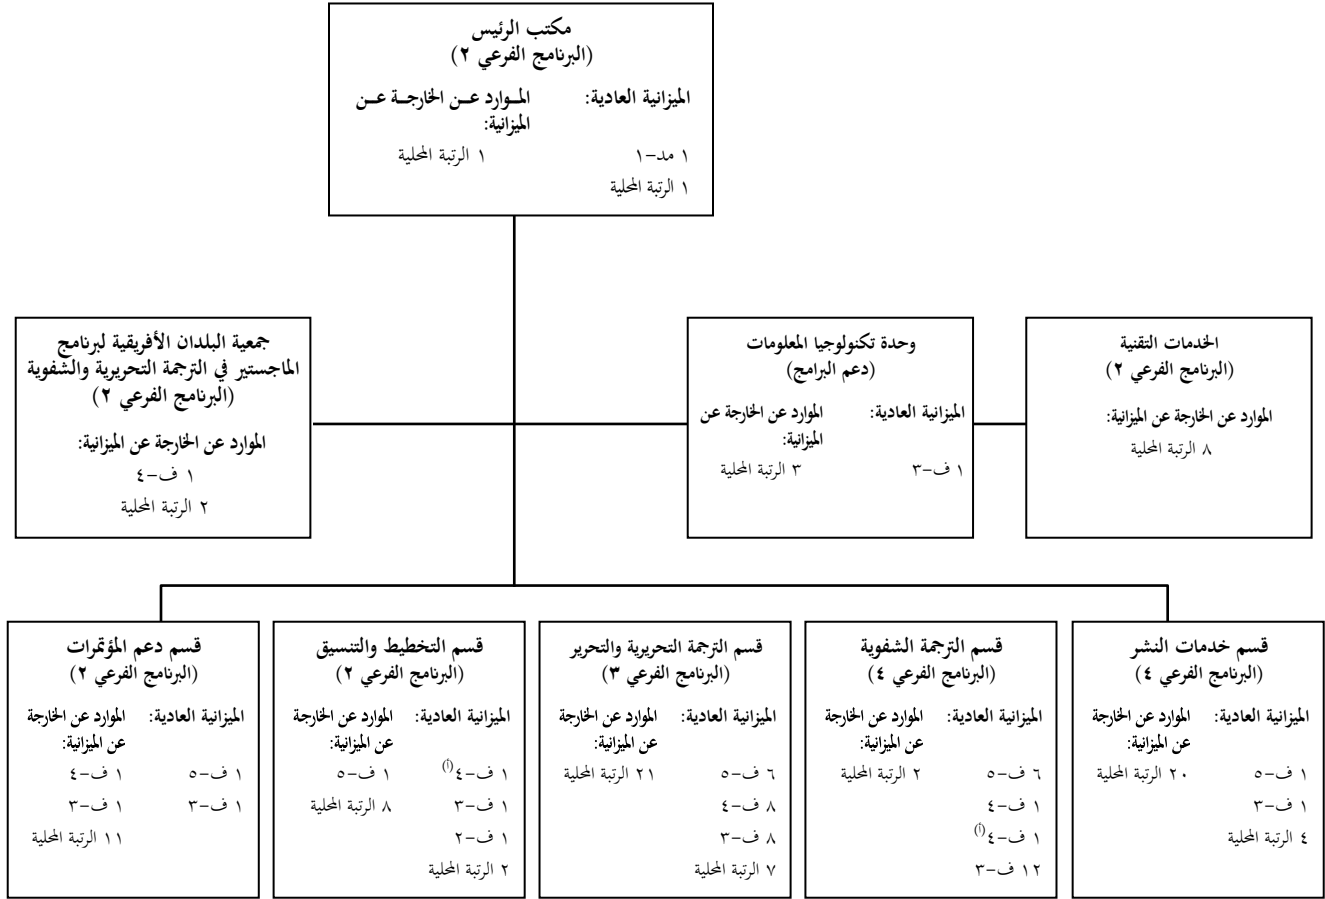 مكتب الرئيس
(البرنامج الفرعي ٢)
الميزانية العادية:
١ مد-١
١ الرتبة المحلية
المـوارد عـن الخارجـة عـن
الميزانية:
١ الرتبة المحلية
الخدمات التقنية
(البرنامج الفرعي ٢)
الموارد عن الخارجة عن الميزانية:
٨ الرتبة المحلية
وحدة تكنولوجيا المعلومات
(دعم البرامج)
الميزانية العادية:
١ ف-٣
الموارد عن الخارجة عن
الميزانية:
٣ الرتبة المحلية
جمعية البلدان الأفريقية لبرنامج
الماجستير في الترجمة التحريرية والشفوية
(البرنامج الفرعي ٢)
الموارد عن الخارجة عن الميزانية:
١ ف-٤
٢ الرتبة المحلية
قسم خدمات النشر
(البرنامج الفرعي ٤)
الميزانية العادية:
١ ف-٥
١ ف-٣
٤ الرتبة المحلية
الموارد عن الخارجة
عن الميزانية:
٢٠ الرتبة المحلية
قسم الترجمة الشفوية
(البرنامج الفرعي ٤)
الميزانية العادية:
٦ ف-٥
١ ف-٤
١ ف-٤(أ)
١٢ ف-٣
الموارد عن الخارجة
عن الميزانية:
٢ الرتبة المحلية
قسم الترجمة التحريرية والتحرير
(البرنامج الفرعي ٣)
الميزانية العادية:
٦ ف-٥
٨ ف-٤
٨ ف-٣
٧ الرتبة المحلية
الموارد عن الخارجة
عن الميزانية:
٢١ الرتبة المحلية
قسم التخطيط والتنسيق
(البرنامج الفرعي ٢)
الميزانية العادية:
١ ف-٤(أ)
١ ف-٣
١ ف-٢
٢ الرتبة المحلية
الموارد عن الخارجة
عن الميزانية:
١ ف-٥
٨ الرتبة المحلية
قسم دعم المؤتمرات
(البرنامج الفرعي ٢)
الميزانية العادية:
١ ف-٥
١ ف-٣
الموارد عن الخارجة
عن الميزانية:
١ ف-٤
١ ف-٣
١١ الرتبة المحلية